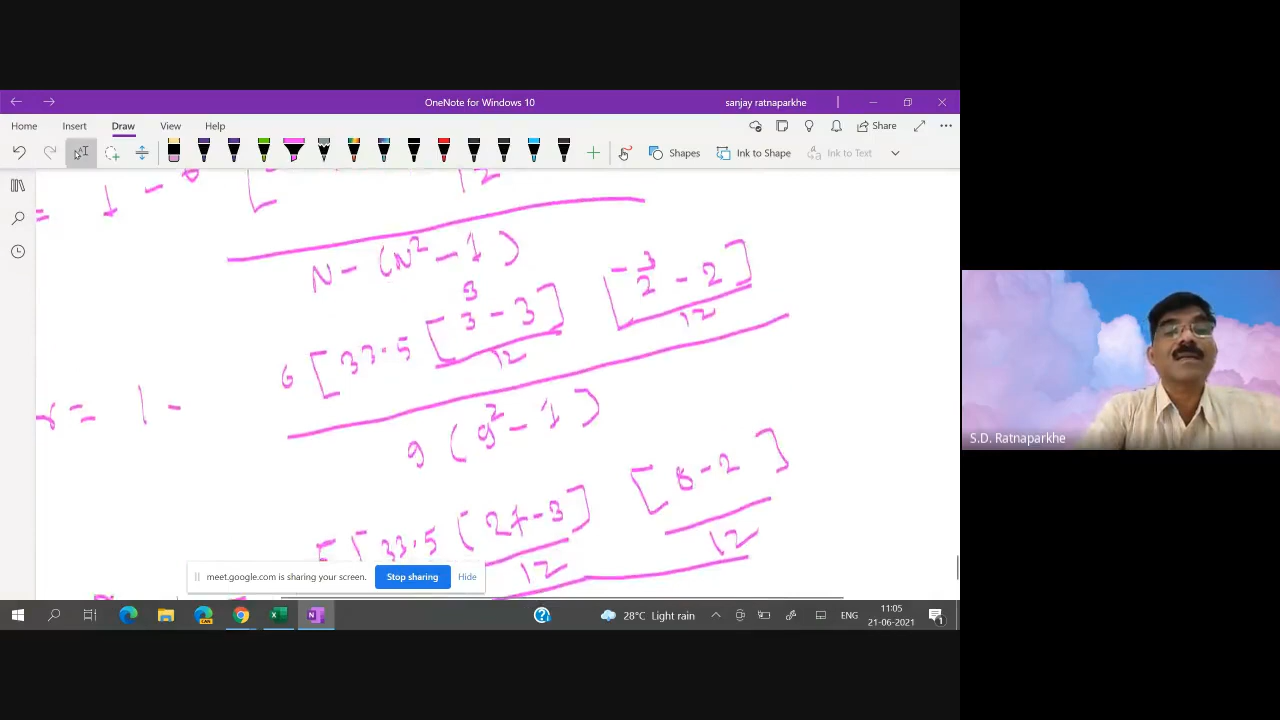 OneNote for Windows 10
sanjay ratnaparkhe
Home Insert Draw View Help
Share
Shapes
Ink to Shape
Ink to Text
= 1 -
12
N - (N² - 1)
r = 1 -
6 [33.5 [3³ - 3]
12
[2³ - 2]
12
9 (9² - 1)
[33.5 [27 - 3]
12
[8 - 2]
12
S.D. Ratnaparkhe
meet.google.com is sharing your screen.
Stop sharing
Hide
28°C Light rain
ENG
11:05
21-06-2021